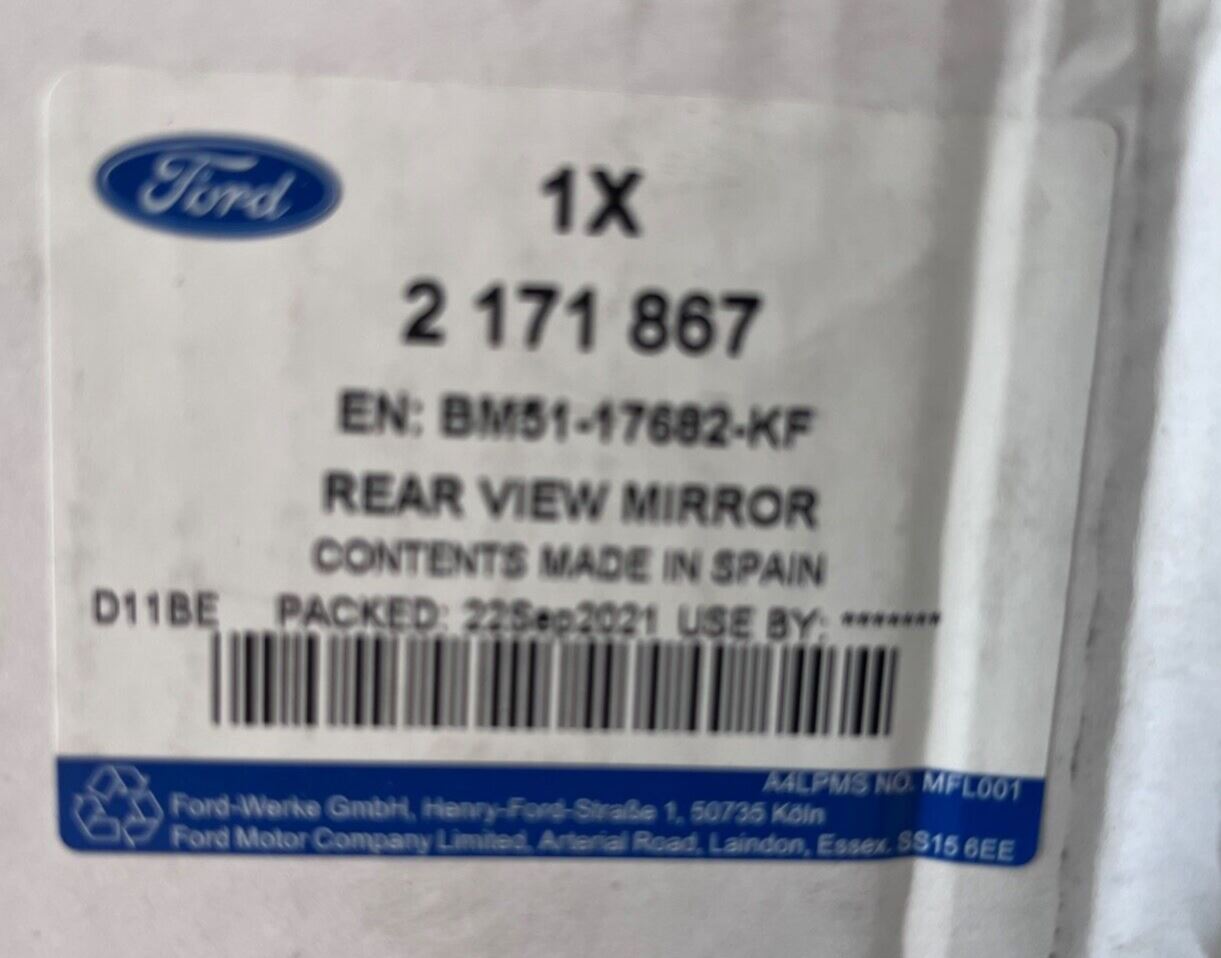 Ford
1X
2 171 867
EN: BM51-17682-KF
REAR VIEW MIRROR
CONTENTS MADE IN SPAIN
D11BE PACKED: 22Sep2021 USE BY: *******
A4LPMS NO. MFL001
Ford-Werke GmbH, Henry-Ford-Straße 1, 50735 Köln
Ford Motor Company Limited, Arterial Road, Laindon, Essex. SS15 6EE